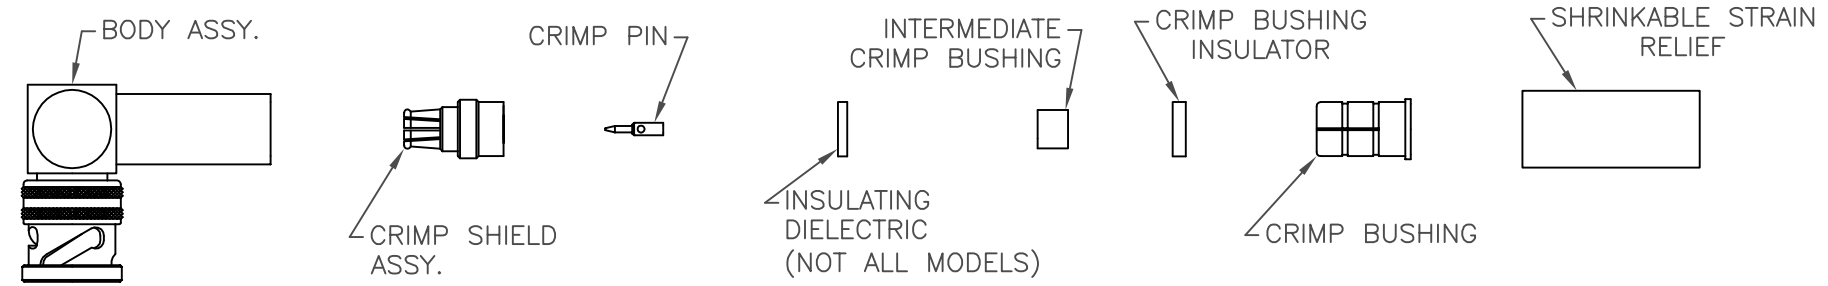 BODY ASSY.
CRIMP SHIELD
ASSY.
CRIMP PIN
INSULATING
DIELECTRIC
(NOT ALL MODELS)
INTERMEDIATE
CRIMP BUSHING
CRIMP BUSHING
INSULATOR
CRIMP BUSHING
SHRINKABLE STRAIN
RELIEF